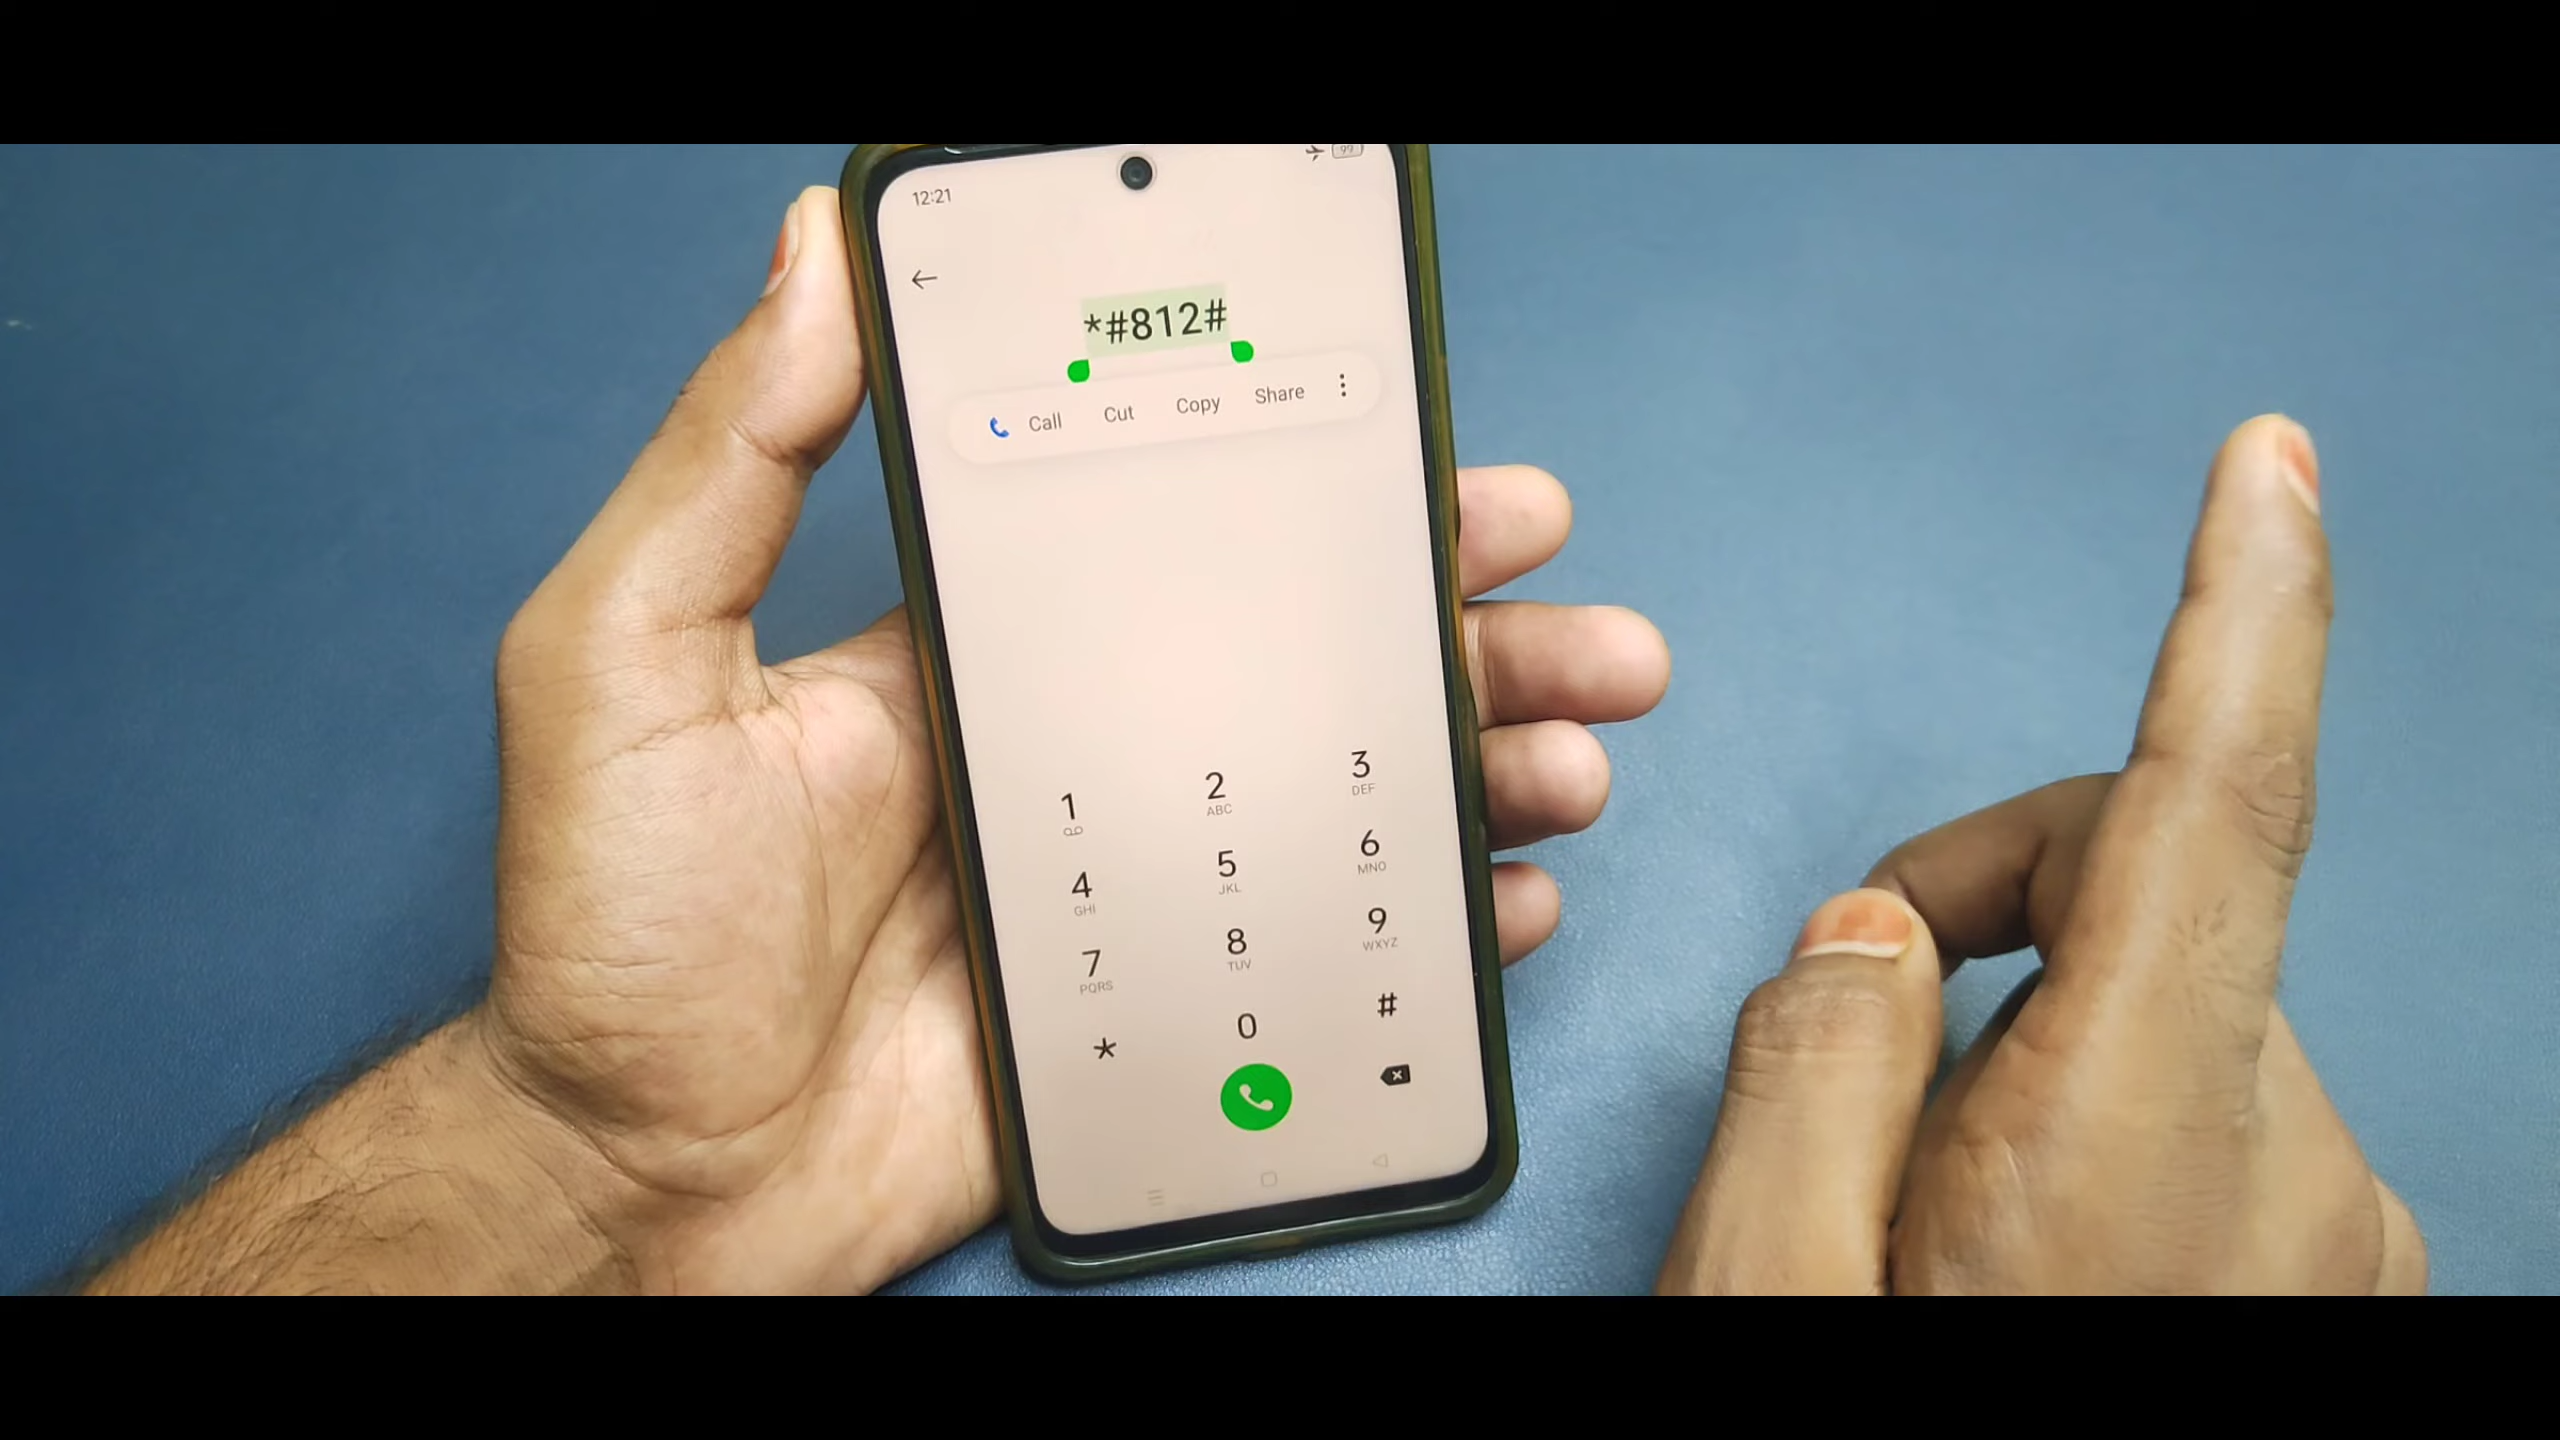 12:21
99
*#812#
Call Cut Copy Share
1 2 ABC 3 DEF
4 GHI 5 JKL 6 MNO
7 PQRS 8 TUV 9 WXYZ
* 0 #